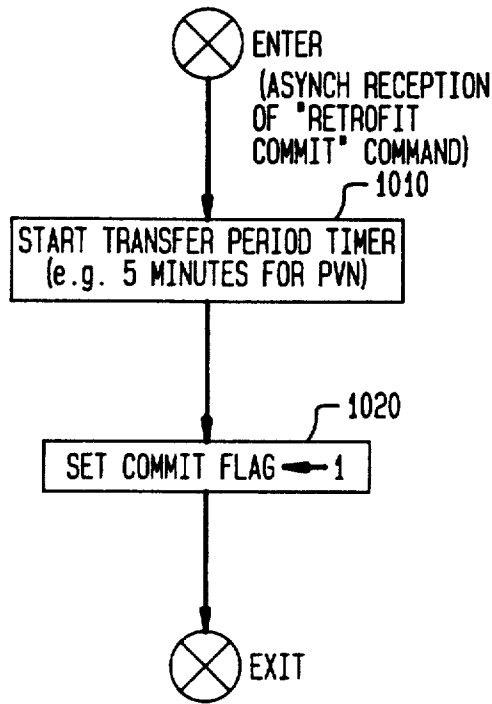 ENTER
(ASYNCH RECEPTION
OF "RETROFIT
COMMIT" COMMAND)
1010
START TRANSFER PERIOD TIMER
(e.g. 5 MINUTES FOR PVN)
1020
SET COMMIT FLAG ← 1
EXIT